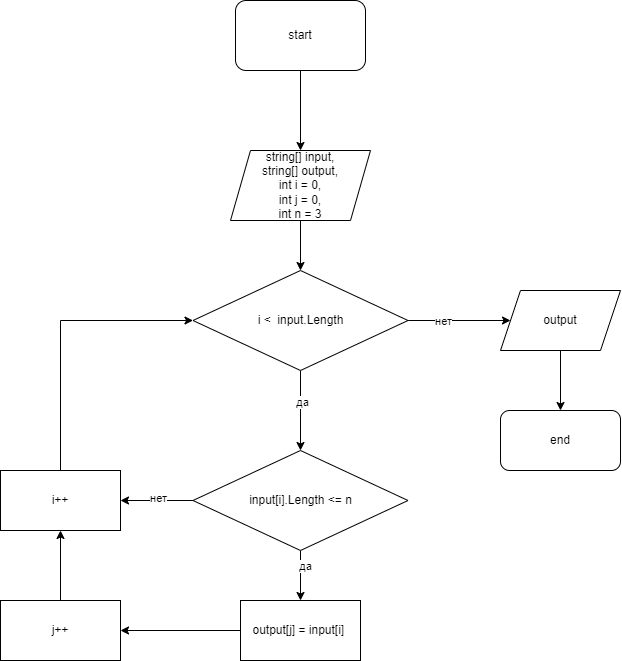 start
string[] input,
string[] output,
int i = 0,
int j = 0,
int n = 3
i < input.Length
нет
output
да
end
input[i].Length <= n
нет
i++
да
output[j] = input[i]
j++